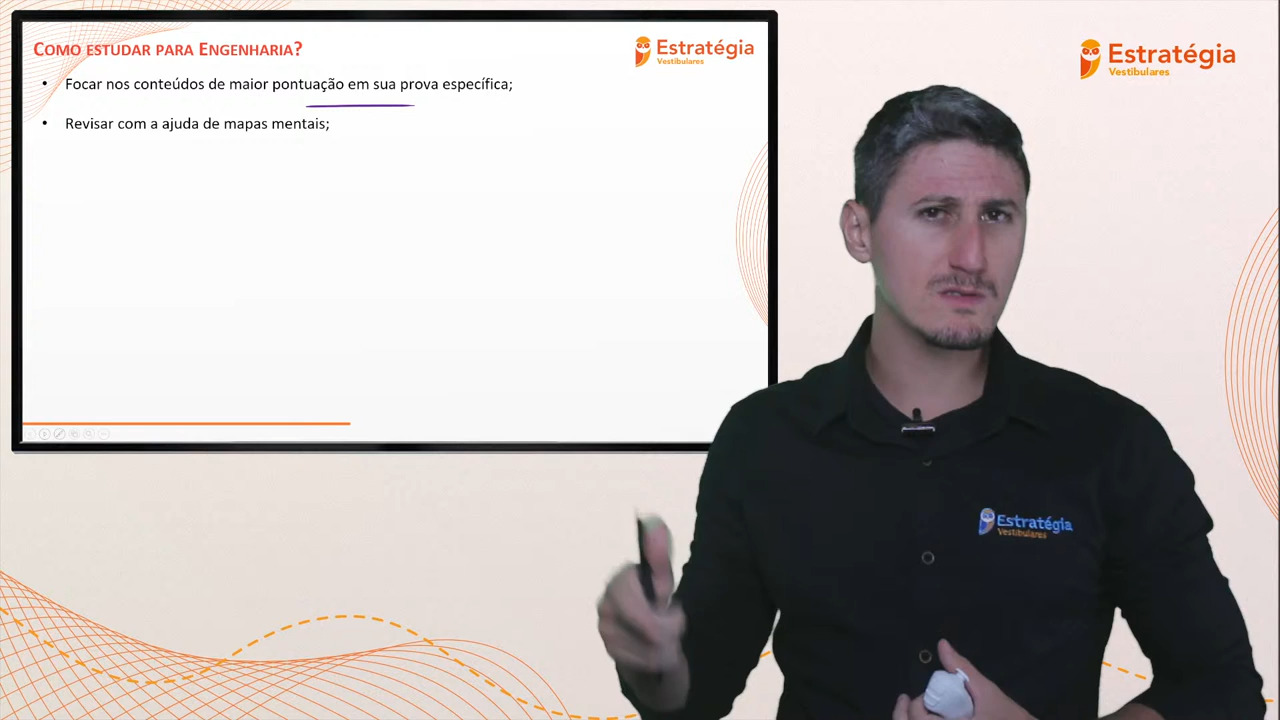 COMO ESTUDAR PARA ENGENHARIA?
Estratégia
Vestibulares
• Focar nos conteúdos de maior pontuação em sua prova específica;
• Revisar com a ajuda de mapas mentais;
Estratégia
Vestibulares
Estratégia
Vestibulares